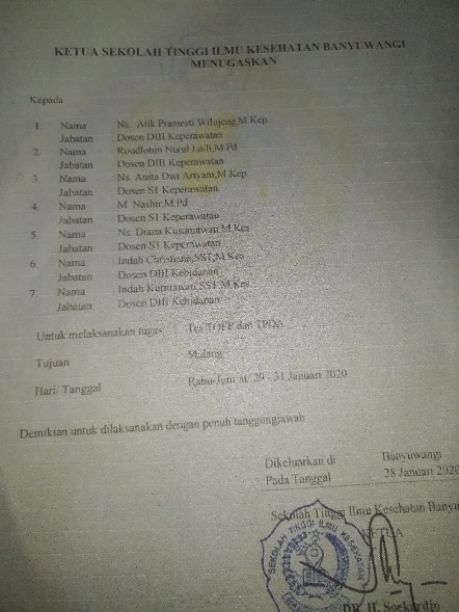 KETUA SEKOLAH TINGGI ILMU KESEHATAN BANYUWANGI
MENUGASKAN
Kepada
1. Nama Ns. Atik Pramesti Wilujeng,M.Kep
Jabatan Dosen DIII Keperawatan
2. Nama Roudlotun Nurul Laili,M.Pd
Jabatan Dosen DIII Keperawatan
3. Nama Ns. Anita Dwi Ariyani,M.Kep
Jabatan Dosen S1 Keperawatan
4. Nama M. Nashir,M.Pd
Jabatan Dosen S1 Keperawatan
5. Nama Ns. Diana Kusumawati,M.Kes
Jabatan Dosen S1 Keperawatan
6. Nama Indah Christiana,SST,M.Kes
Jabatan Dosen DIII Kebidanan
7. Nama Indah Kurniawati,SST,M.Kes
Jabatan Dosen DIII Kebidanan
Untuk melaksanakan tugas Tes TOEP dan TPDA
Tujuan Malang
Hari/ Tanggal Rabu-Jum'at/ 29 - 31 Januari 2020
Demikian untuk dilaksanakan dengan penuh tanggungjawab
Dikeluarkan di Banyuwangi
Pada Tanggal 28 Januari 2020
Sekolah Tinggi Ilmu Kesehatan Banyu
KETUA
SEKOLAH TINGGI ILMU KESEHATAN
DR. H. Soekardjo